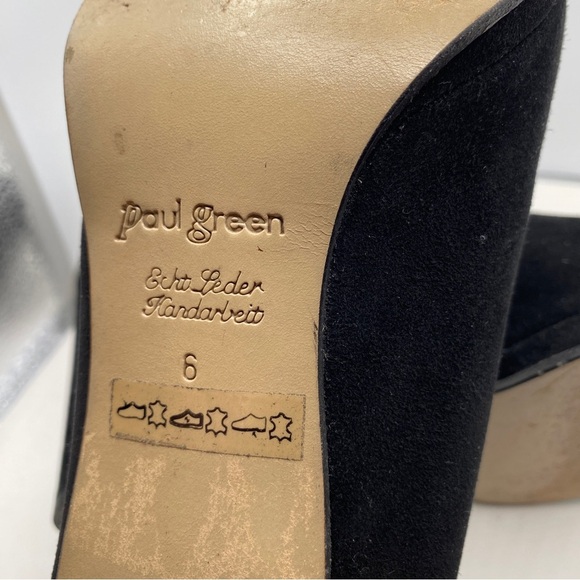 paul green
Echt Leder
Handarbeit
6